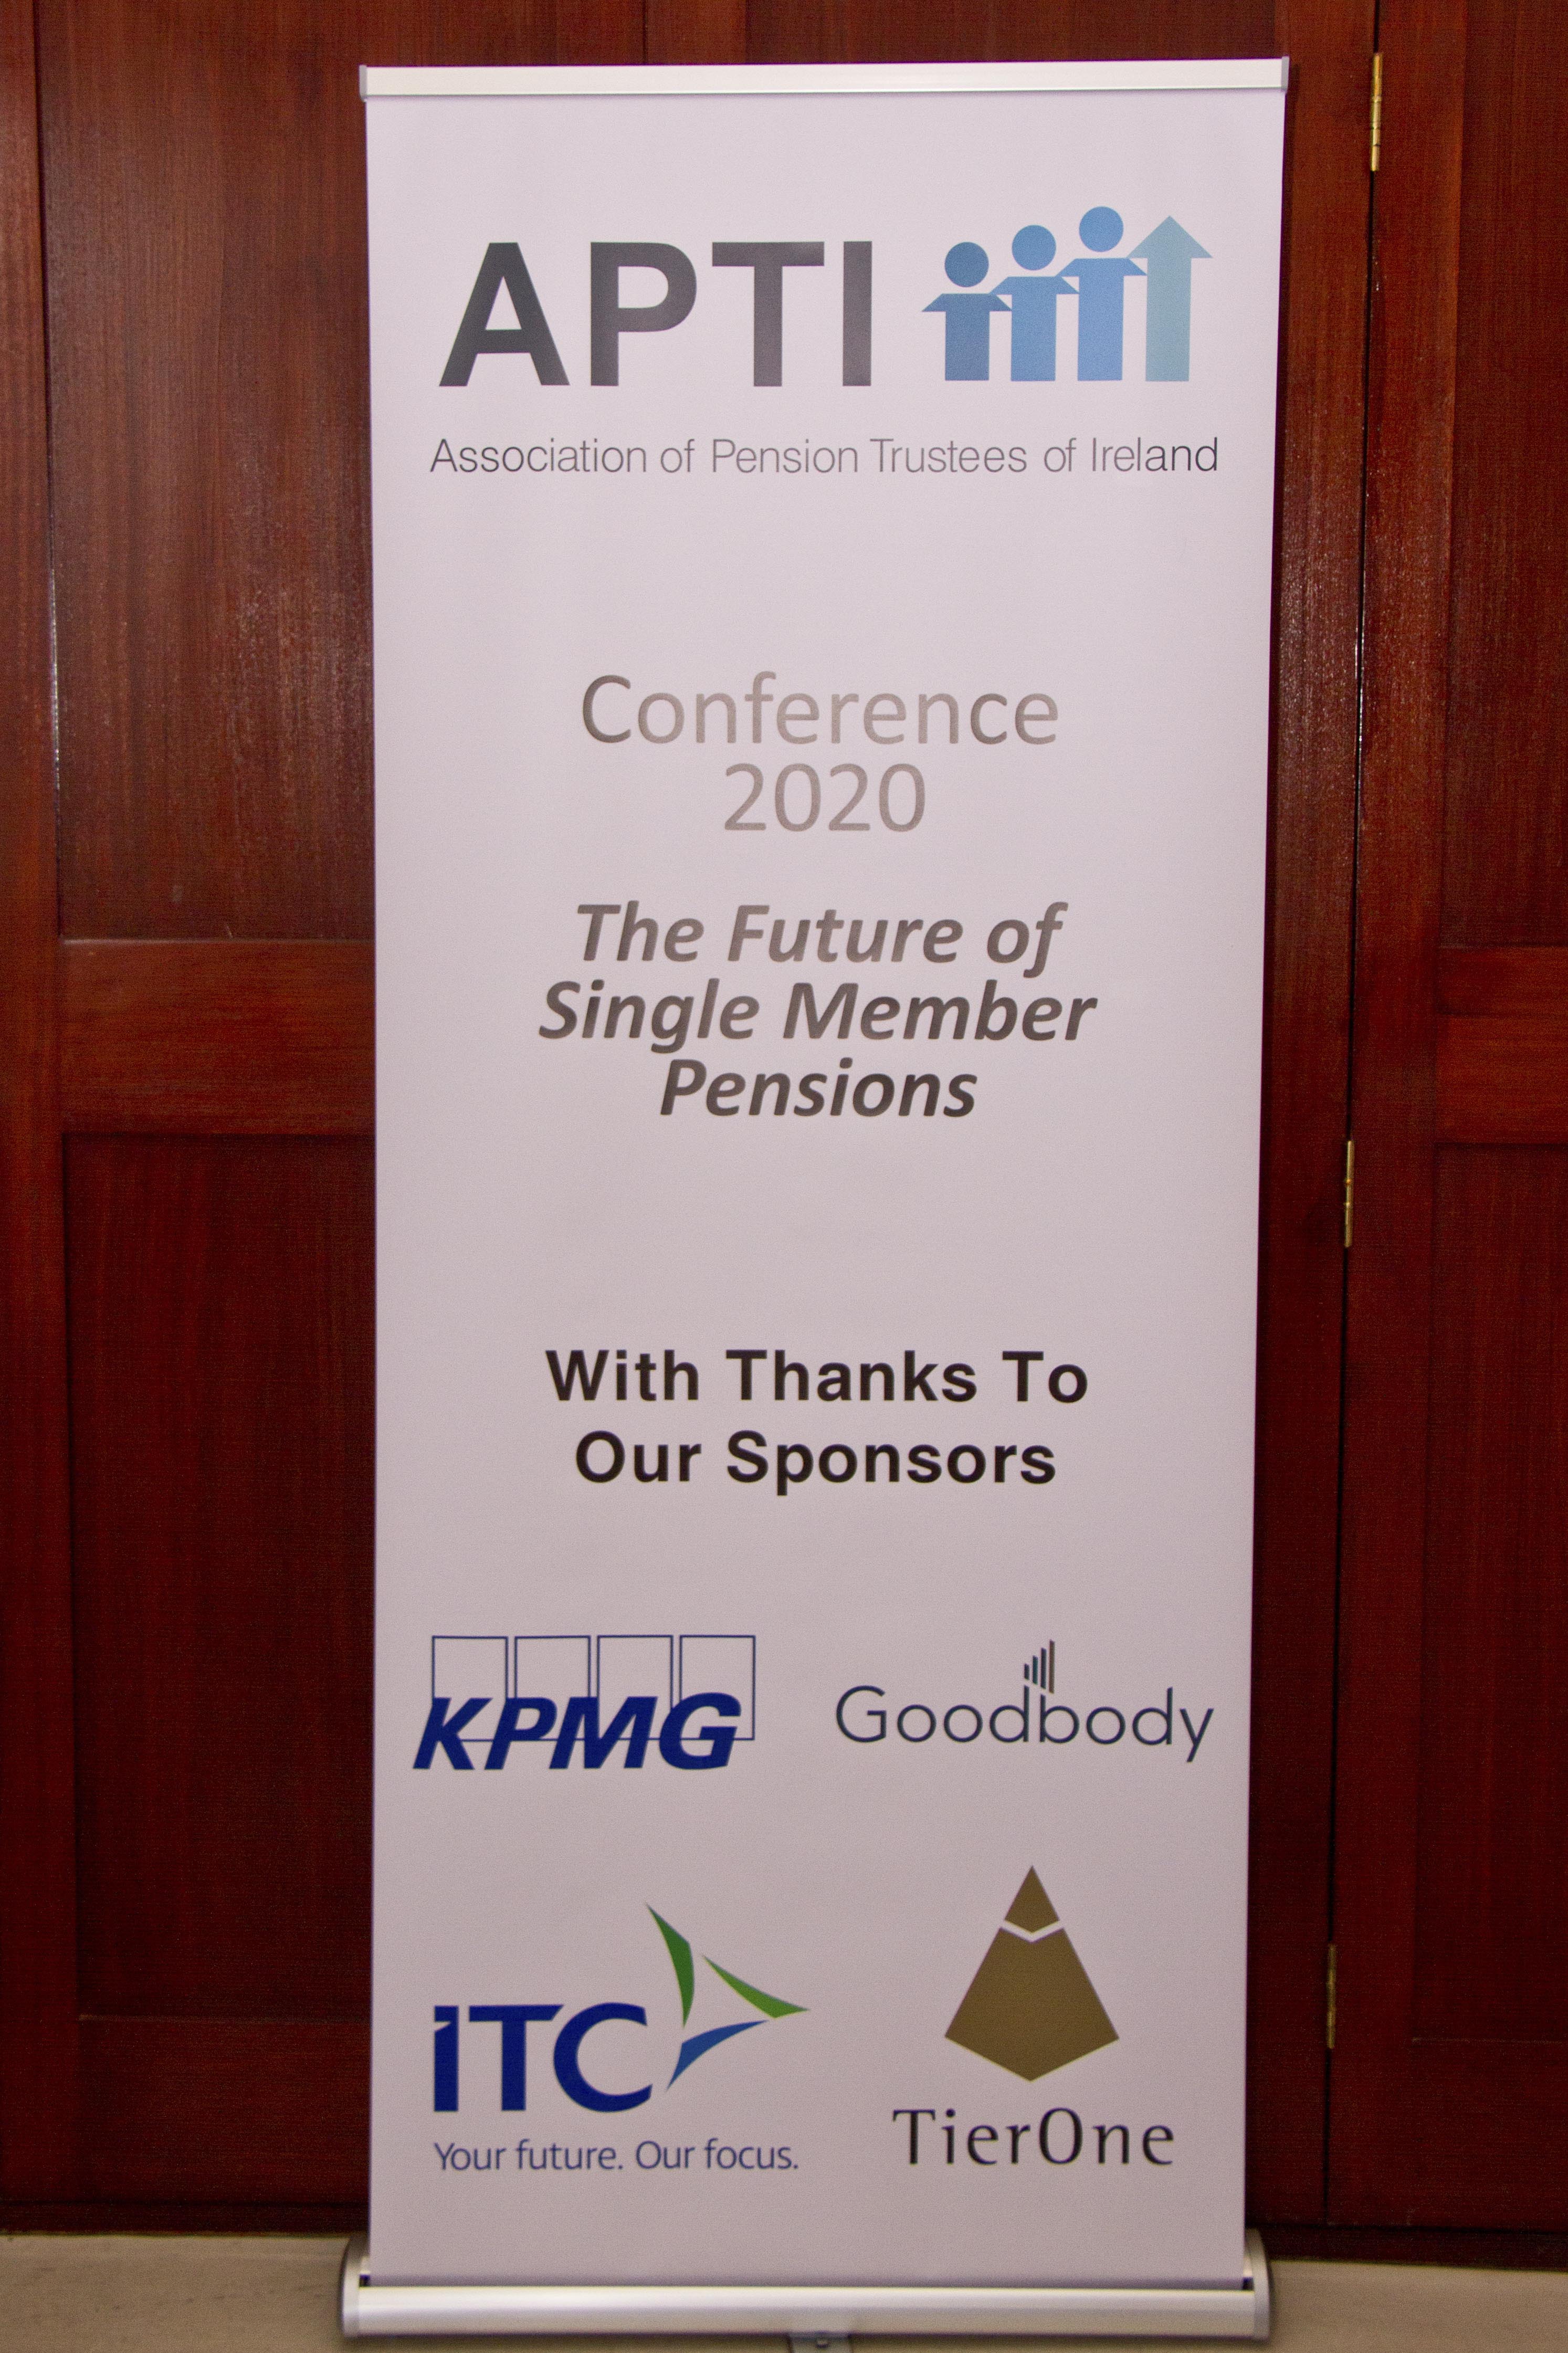 APTI
Association of Pension Trustees of Ireland
Conference
2020
The Future of
Single Member
Pensions
With Thanks To
Our Sponsors
KPMG
Goodbody
iTC
Your future. Our focus.
TierOne